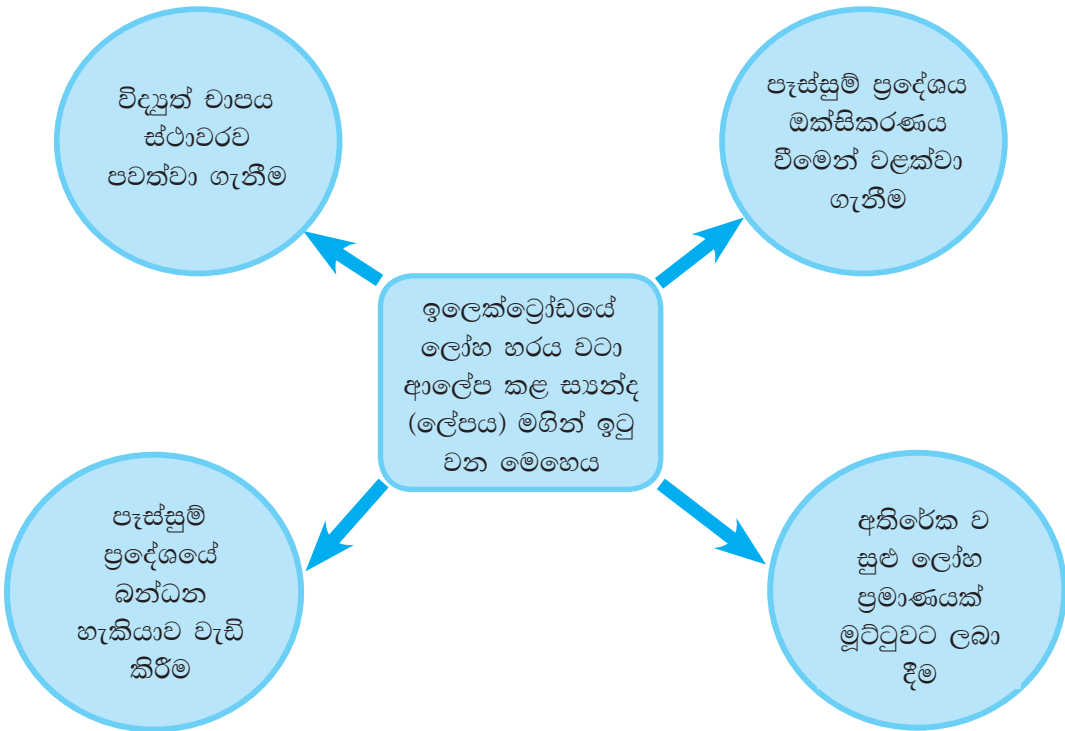 විද්‍යුත් චාපය
ස්ථාවරව
පවත්වා ගැනීම
පැස්සුම් ප්‍රදේශය
ඔක්සිකරණය
වීමෙන් වළක්වා
ගැනීම
ඉලෙක්ට්‍රෝඩයේ
ලෝහ හරය වටා
ආලේප කළ ස්‍යන්ද
(ලේපය) මගින් ඉටු
වන මෙහෙය
පැස්සුම්
ප්‍රදේශයේ
බන්ධන
හැකියාව වැඩි
කිරීම
අතිරේක ව
සුළු ලෝහ
ප්‍රමාණයක්
මූට්ටුවට ලබා
දීම